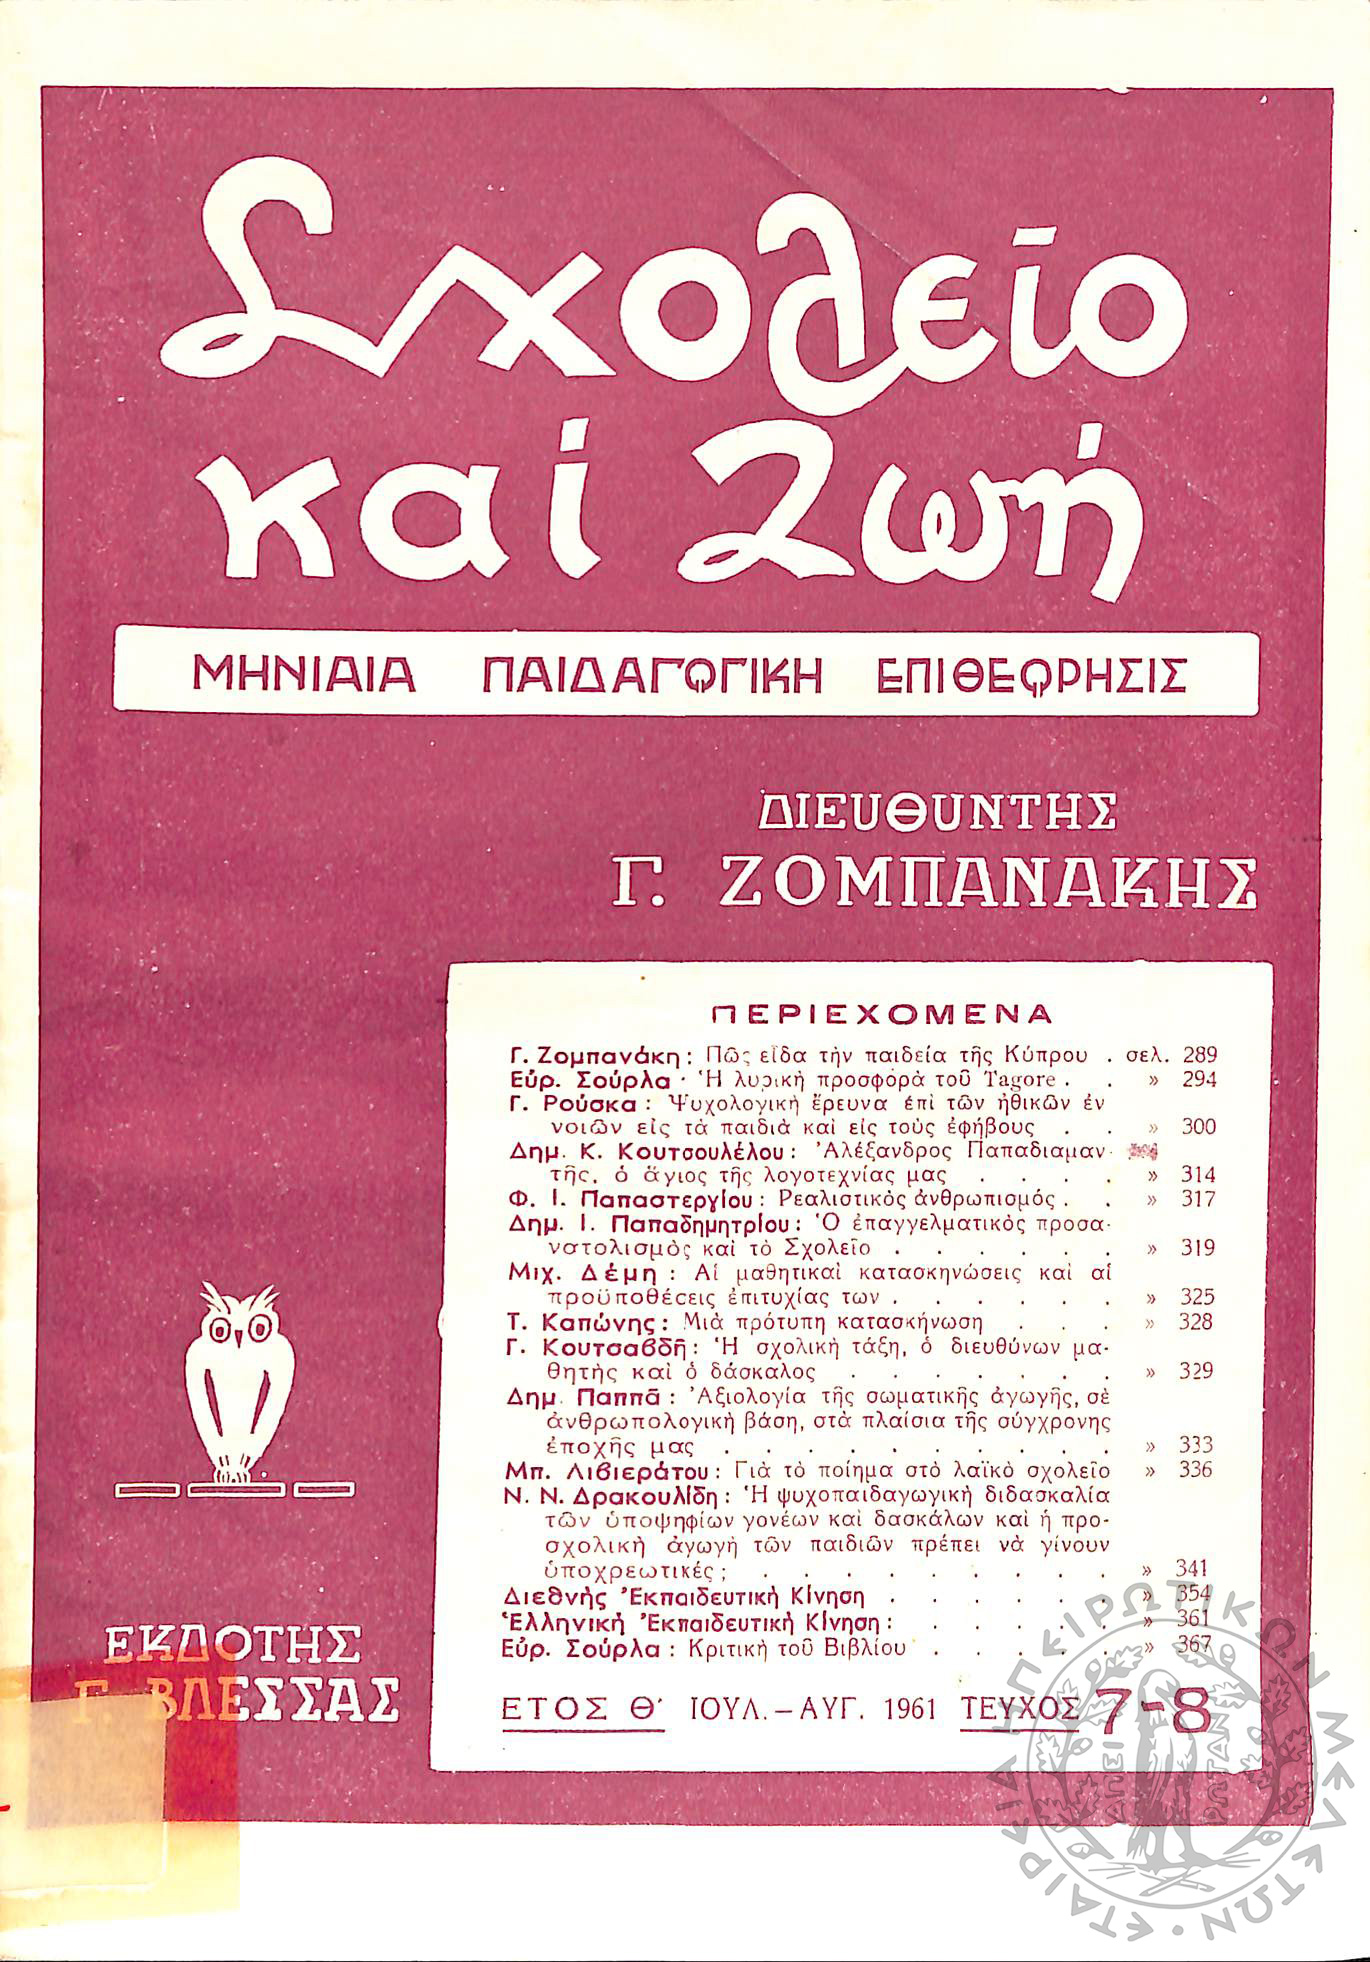 Σχολείο
καί Ζωή
ΜΗΝΙΑΙΑ ΠΑΙΔΑΓΩΓΙΚΗ ΕΠΙΘΕΩΡΗΣΙΣ
ΔΙΕΥΘΥΝΤΗΣ
Γ. ΖΟΜΠΑΝΑΚΗΣ
ΠΕΡΙΕΧΟΜΕΝΑ
Γ. Ζομπανάκη : Πῶς εἶδα τὴν παιδεία τῆς Κύπρου . σελ. 289
Εὐρ. Σούρλα · Ἡ λυρικὴ προσφορὰ τοῦ Tagore . . » 294
Γ. Ρούσκα : Ψυχολογικὴ ἔρευνα ἐπὶ τῶν ἠθικῶν ἐν
νοιῶν εἰς τὰ παιδιὰ καὶ εἰς τοὺς ἐφήβους . . » 300
Δημ. Κ. Κουτσουλέλου : Ἀλέξανδρος Παπαδιαμαν-
τῆς, ὁ ἅγιος τῆς λογοτεχνίας μας . . . . » 314
Φ. Ι. Παπαστεργίου : Ρεαλιστικὸς ἀνθρωπισμός . . » 317
Δημ. Ι. Παπαδημητρίου : Ὁ ἐπαγγελματικὸς προσα-
νατολισμὸς καὶ τὸ Σχολεῖο . . . . . . » 319
Μιχ. Δέμη : Αἱ μαθητικαὶ κατασκηνώσεις καὶ αἱ
προϋποθέσεις ἐπιτυχίας των . . . . . . » 325
Τ. Καπώνης : Μιὰ πρότυπη κατασκήνωση . . . » 328
Γ. Κουτσαβδῆ : Ἡ σχολικὴ τάξη, ὁ διευθύνων μα-
θητὴς καὶ ὁ δάσκαλος . . . . . . . » 329
Δημ. Παππᾶ : Ἀξιολογία τῆς σωματικῆς ἀγωγῆς, σὲ
ἀνθρωπολογικὴ βάση, στὰ πλαίσια τῆς σύγχρονης
ἐποχῆς μας . . . . . . . . . . » 333
Μπ. Λιβιεράτου : Γιὰ τὸ ποίημα στὸ λαϊκὸ σχολεῖο » 336
Ν. Ν. Δρακουλίδη : Ἡ ψυχοπαιδαγωγικὴ διδασκαλία
τῶν ὑποψηφίων γονέων καὶ δασκάλων καὶ ἡ προ-
σχολικὴ ἀγωγὴ τῶν παιδιῶν πρέπει νὰ γίνουν
ὑποχρεωτικές ; . . . . . . . . . » 341
Διεθνὴς Ἐκπαιδευτικὴ Κίνηση . . . . . . » 354
Ἑλληνικὴ Ἐκπαιδευτικὴ Κίνηση : . . . . . » 361
Εὐρ. Σούρλα : Κριτικὴ τοῦ Βιβλίου . . . . . » 367
ΕΤΟΣ Θ΄ ΙΟΥΛ. – ΑΥΓ. 1961 ΤΕΥΧΟΣ 7-8
ΕΚΔΟΤΗΣ
Γ. ΒΛΕΣΣΑΣ
ΕΤΑΙΡΕΙΑ ΗΠΕΙΡΩΤΙΚΩΝ ΜΕΛΕΤΩΝ
ΑΠΕΙ ΡΩΤΑΝ